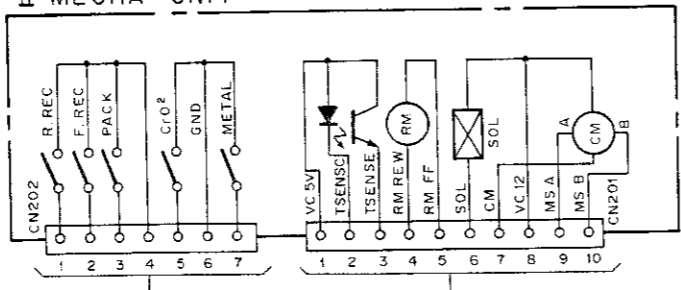 MECHA UNIT
R.REC
F.REC
PACK
CrO²
GND
METAL
CN202
1 2 3 4 5 6 7
VC 5V
TSENSC
TSENSE
RM REW
RM FF
SOL
CM
VC 12
MS A
MS B
CN201
RM
SOL
A
CM
B
1 2 3 4 5 6 7 8 9 10